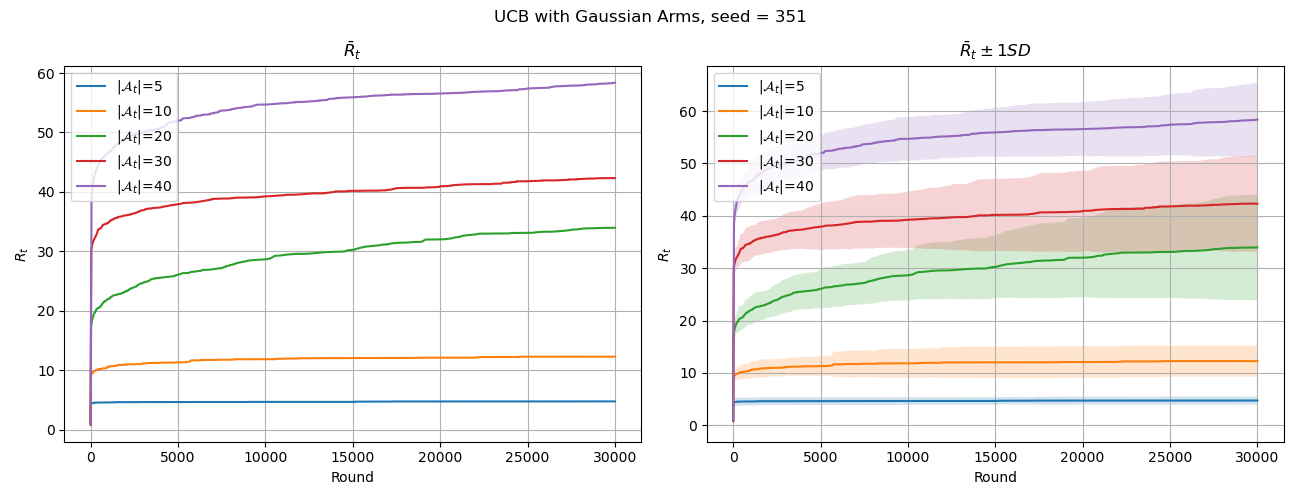 UCB with Gaussian Arms, seed = 351
R̄ₜ
60
50
40
30
20
10
0
Rₜ
|𝒜ₜ|=5
|𝒜ₜ|=10
|𝒜ₜ|=20
|𝒜ₜ|=30
|𝒜ₜ|=40
0 5000 10000 15000 20000 25000 30000
Round
R̄ₜ ± 1SD
60
50
40
30
20
10
0
Rₜ
|𝒜ₜ|=5
|𝒜ₜ|=10
|𝒜ₜ|=20
|𝒜ₜ|=30
|𝒜ₜ|=40
0 5000 10000 15000 20000 25000 30000
Round